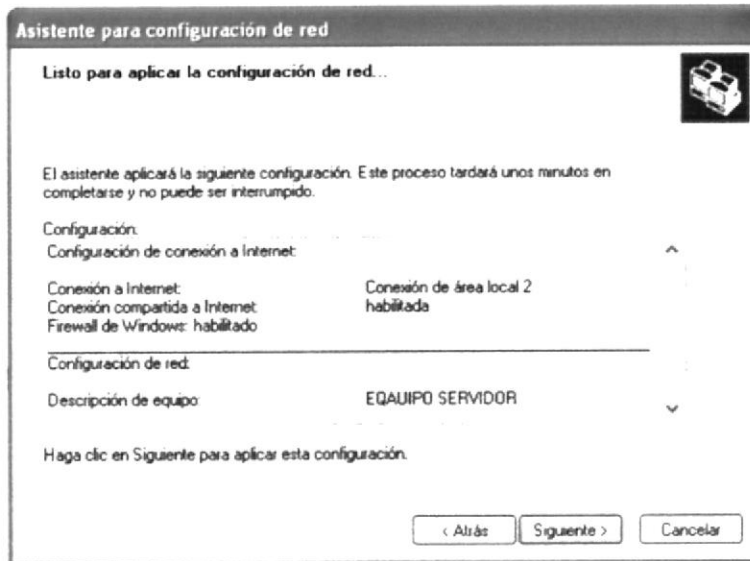 Asistente para configuración de red
Listo para aplicar la configuración de red...
El asistente aplicará la siguiente configuración. Este proceso tardará unos minutos en
completarse y no puede ser interrumpido.
Configuración:
Configuración de conexión a Internet:
Conexión a Internet: Conexión de área local 2
Conexión compartida a Internet habilitada
Firewall de Windows: habilitado
Configuración de red:
Descripción de equipo: EQAUIPO SERVIDOR
Haga clic en Siguiente para aplicar esta configuración.
< Atrás Siguiente > Cancelar